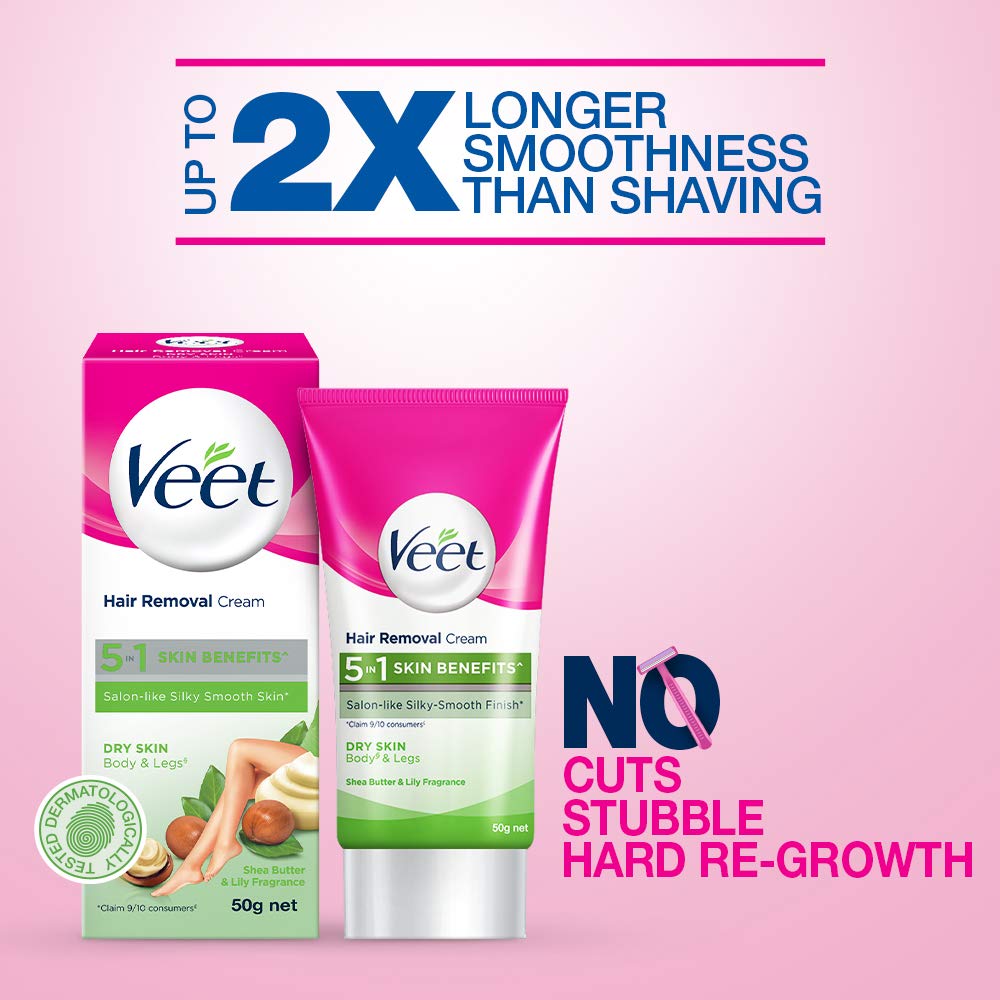 UP TO 2X LONGER
SMOOTHNESS
THAN SHAVING
Veet
Hair Removal Cream
DRY SKIN
Veet
Hair Removal Cream
5 IN 1 SKIN BENEFITS^
Salon-like Silky Smooth Skin*
DRY SKIN
Body & Legs§
DERMATOLOGICALLY TESTED
Shea Butter
& Lily Fragrance
*Claim 9/10 consumers
50g net
Veet
Hair Removal Cream
5 IN 1 SKIN BENEFITS^
Salon-like Silky-Smooth Finish*
*Claim 9/10 consumers
DRY SKIN
Body§ & Legs
Shea Butter & Lily Fragrance
50g net
NO
CUTS
STUBBLE
HARD RE-GROWTH